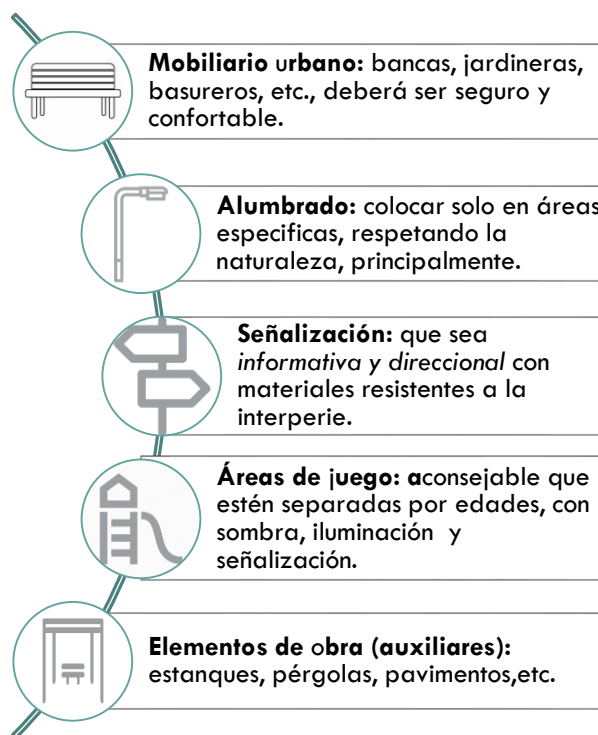 Mobiliario urbano: bancas, jardineras,
basureros, etc., deberá ser seguro y
confortable.
Alumbrado: colocar solo en áreas
especificas, respetando la
naturaleza, principalmente.
Señalización: que sea
informativa y direccional con
materiales resistentes a la
interperie.
Áreas de juego: aconsejable que
estén separadas por edades, con
sombra, iluminación y
señalización.
Elementos de obra (auxiliares):
estanques, pérgolas, pavimentos,etc.